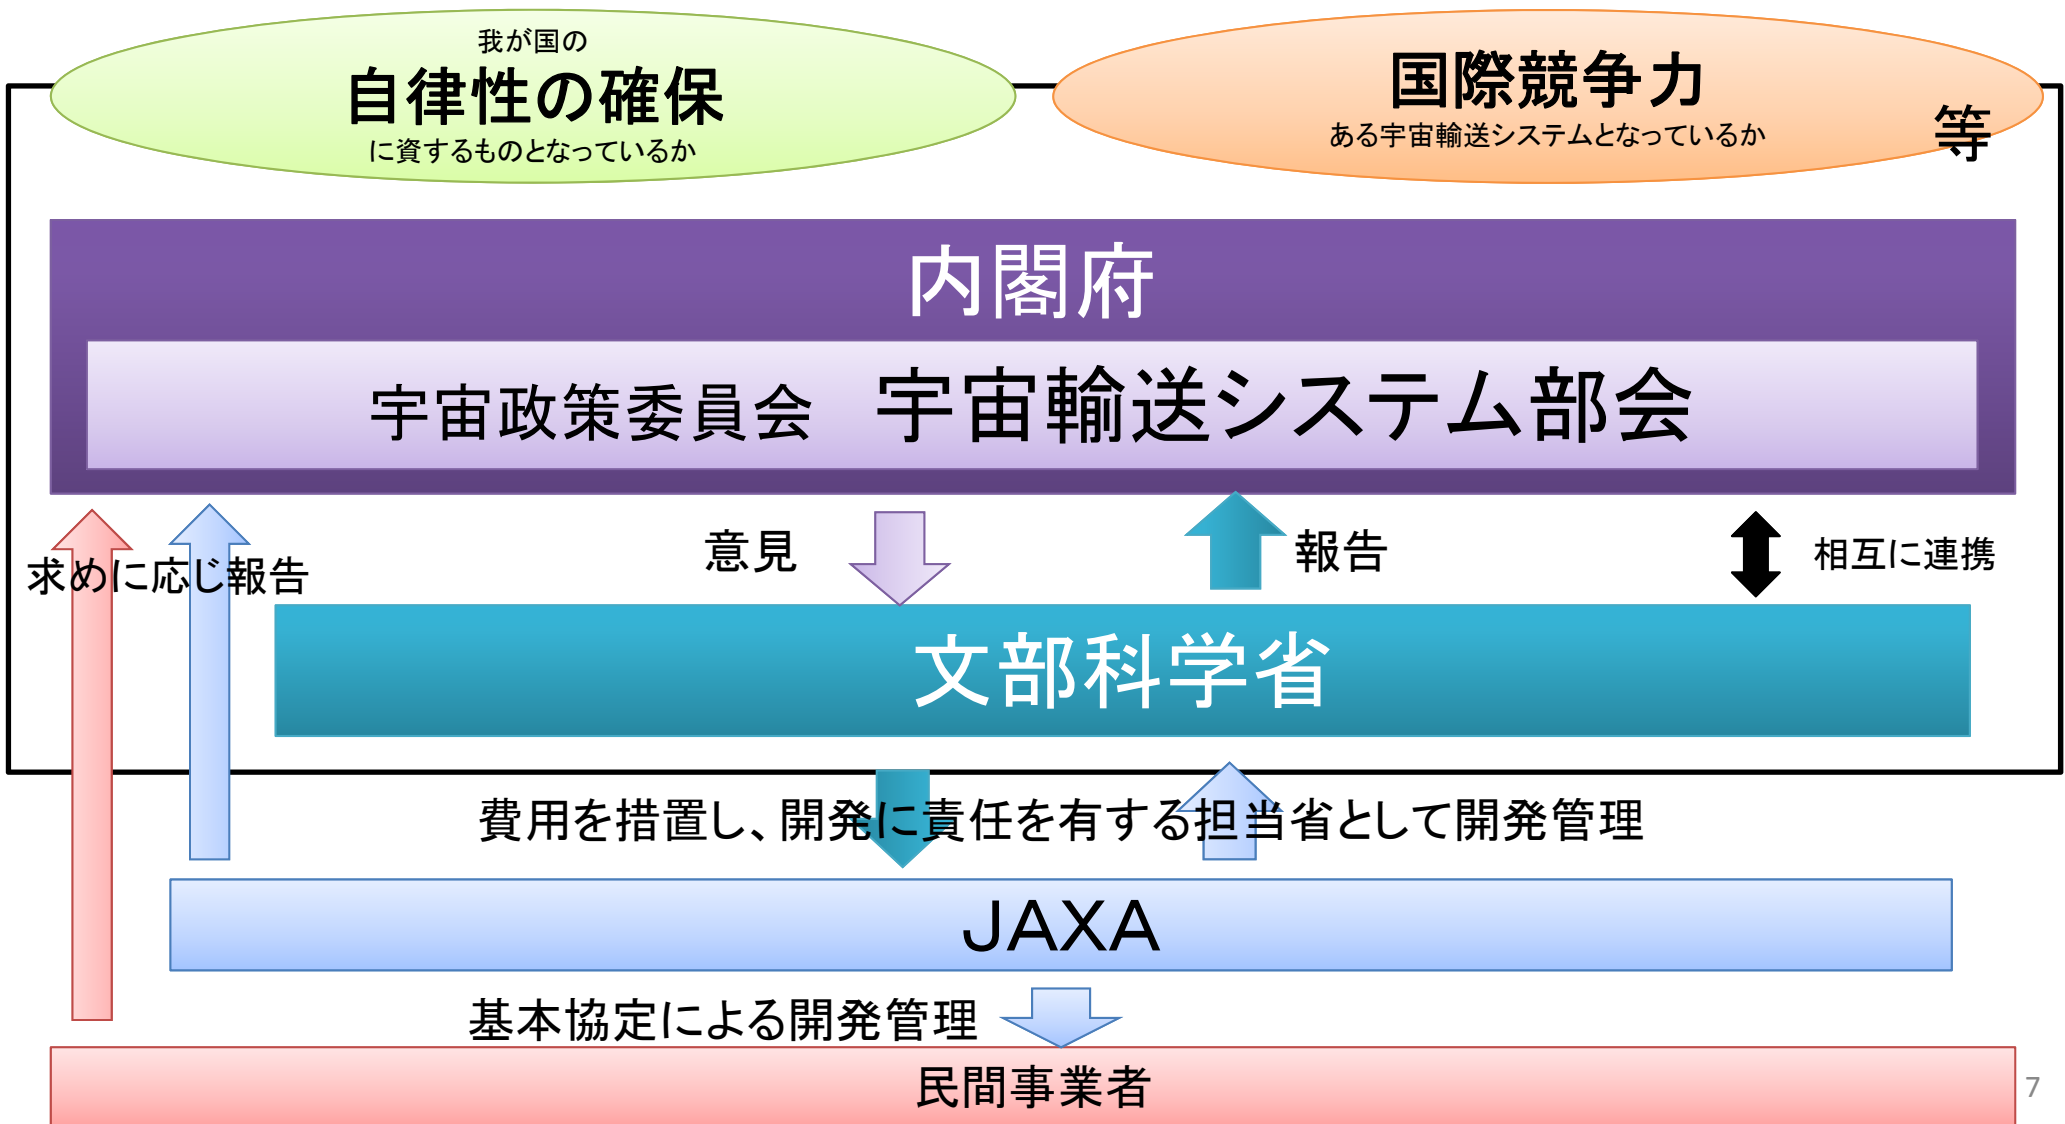 我が国の
自律性の確保
に資するものとなっているか
国際競争力
ある宇宙輸送システムとなっているか
等
内閣府
宇宙政策委員会　宇宙輸送システム部会
求めに応じ報告
意見
報告
相互に連携
文部科学省
費用を措置し、開発に責任を有する担当省として開発管理
ＪＡＸＡ
基本協定による開発管理
民間事業者
7